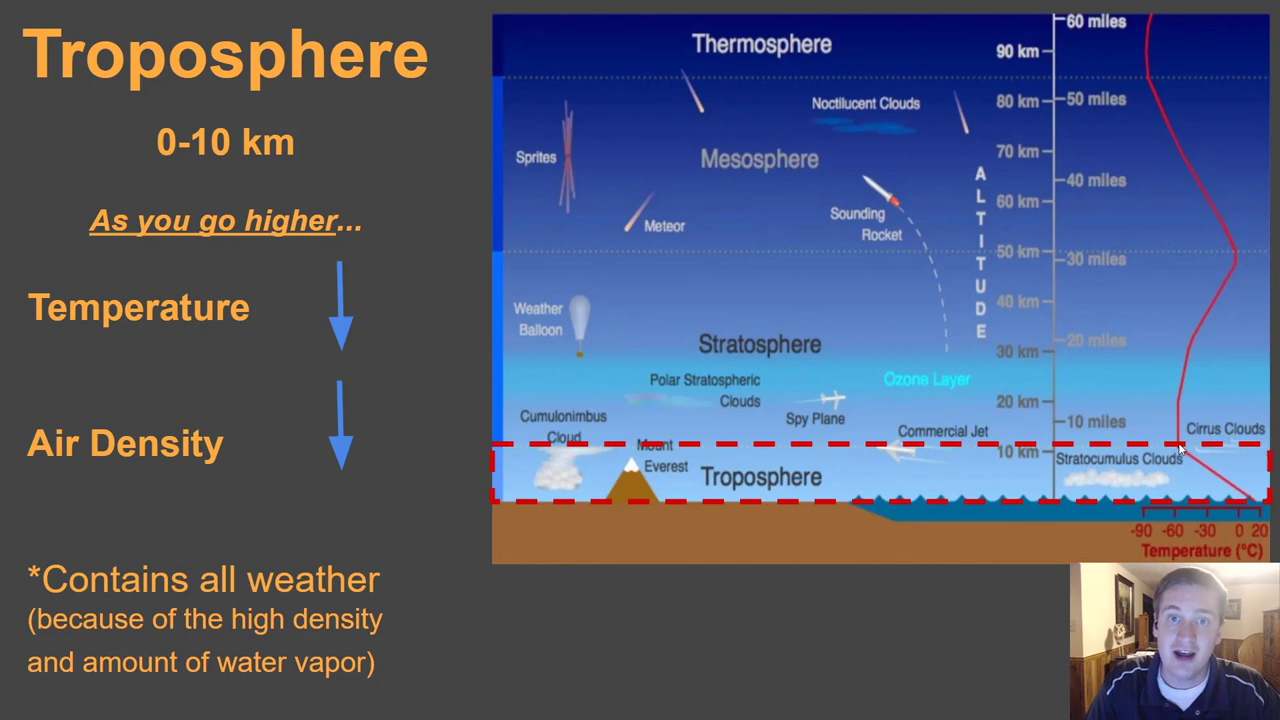 Troposphere
0-10 km
As you go higher...
Temperature
Air Density
*Contains all weather
(because of the high density
and amount of water vapor)
60 miles
Thermosphere
90 km
Noctilucent Clouds
80 km
50 miles
Sprites
Mesosphere
70 km
40 miles
ALTITUDE
60 km
Sounding
Rocket
Meteor
50 km
30 miles
Weather
Balloon
40 km
Stratosphere
30 km
20 miles
Polar Stratospheric
Clouds
Ozone Layer
20 km
Spy Plane
10 miles
Cumulonimbus
Cloud
Commercial Jet
Cirrus Clouds
Mount
Everest
Troposphere
10 km
Stratocumulus Clouds
-90 -60 -30 0 20
Temperature (°C)